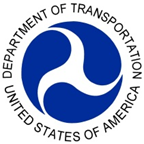 DEPARTMENT OF TRANSPORTATION
UNITED STATES OF AMERICA